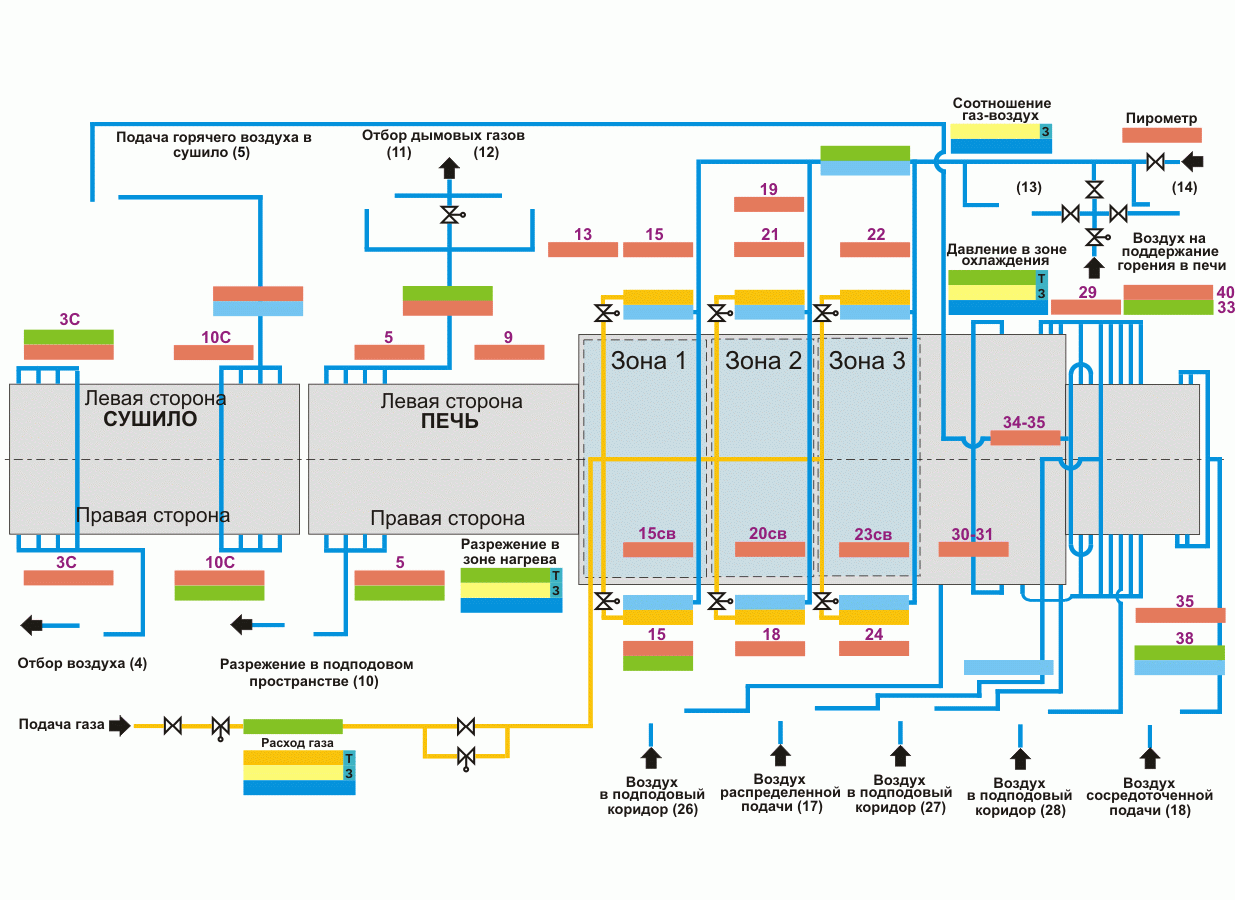 Соотношение
газ-воздух
З
Пирометр
Подача горячего воздуха в
сушило (5)
Отбор дымовых газов
(11) (12)
(13) (14)
19
13 15 21 22
Давление в зоне
охлаждения
Т
З
Воздух на
поддержание
горения в печи
29 40
33
3С
10С
5 9
Зона 1 Зона 2 Зона 3
Левая сторона
СУШИЛО
Левая сторона
ПЕЧЬ
34-35
Правая сторона
Правая сторона
15св 20св 23св 30-31
3С 10С 5
Разрежение в
зоне нагрева
Т
З
35
15 18 24
38
Отбор воздуха (4)
Разрежение в подподовом
пространстве (10)
Подача газа
Расход газа
Т
З
Воздух
в подподовый
коридор (26)
Воздух
распределенной
подачи (17)
Воздух
в подподовый
коридор (27)
Воздух
в подподовый
коридор (28)
Воздух
сосредоточенной
подачи (18)